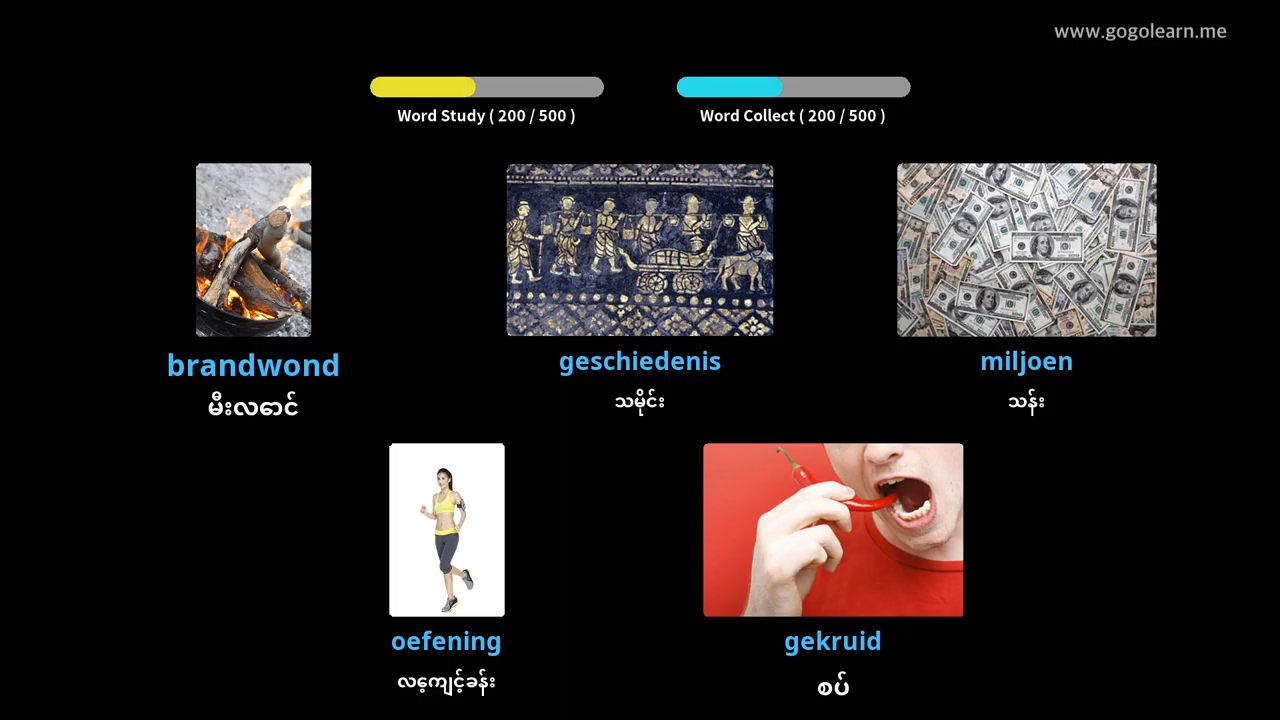 www.gogolearn.me
Word Study ( 200 / 500 )
Word Collect ( 200 / 500 )
brandwond
မီးလောင်
geschiedenis
သမိုင်း
miljoen
သန်း
oefening
လေ့ကျင့်ခန်း
gekruid
စပ်